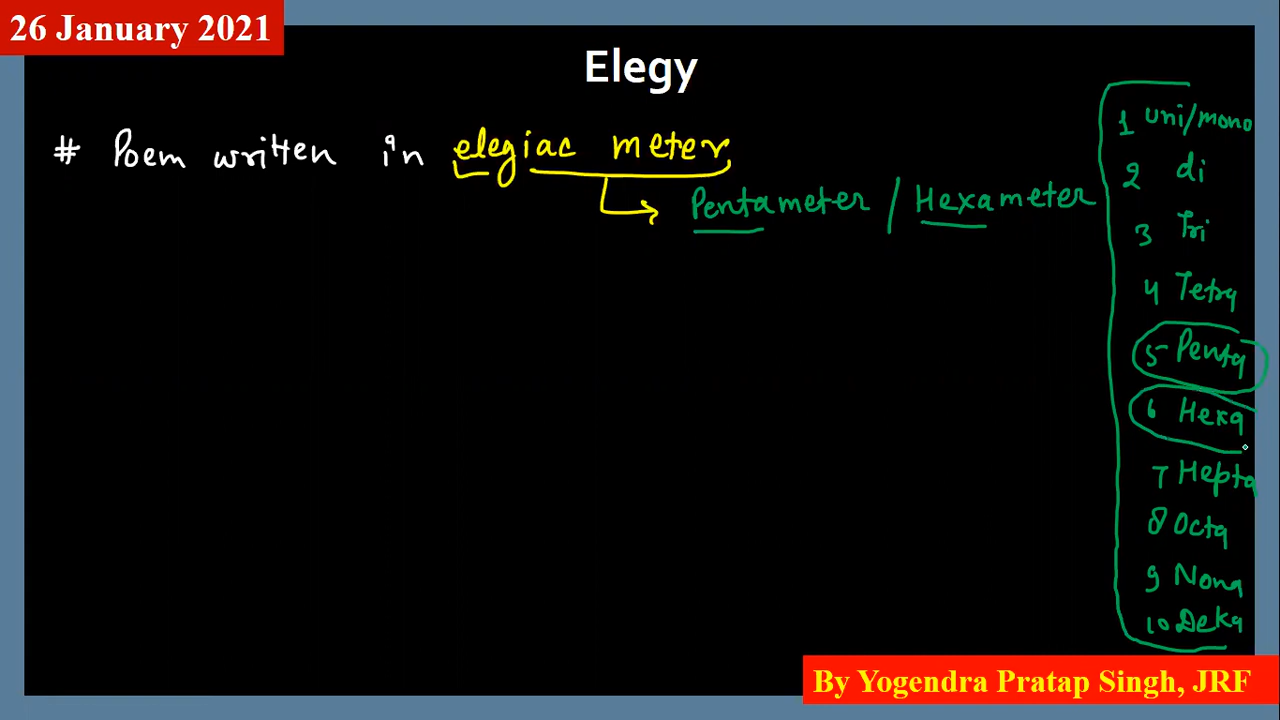 26 January 2021
Elegy
# Poem written in elegiac meter
Pentameter / Hexameter
1 uni/mono
2 di
3 Tri
4 Tetra
5 Penta
6 Hexa
7 Hepta
8 Octa
9 Nona
10 Deka
By Yogendra Pratap Singh, JRF